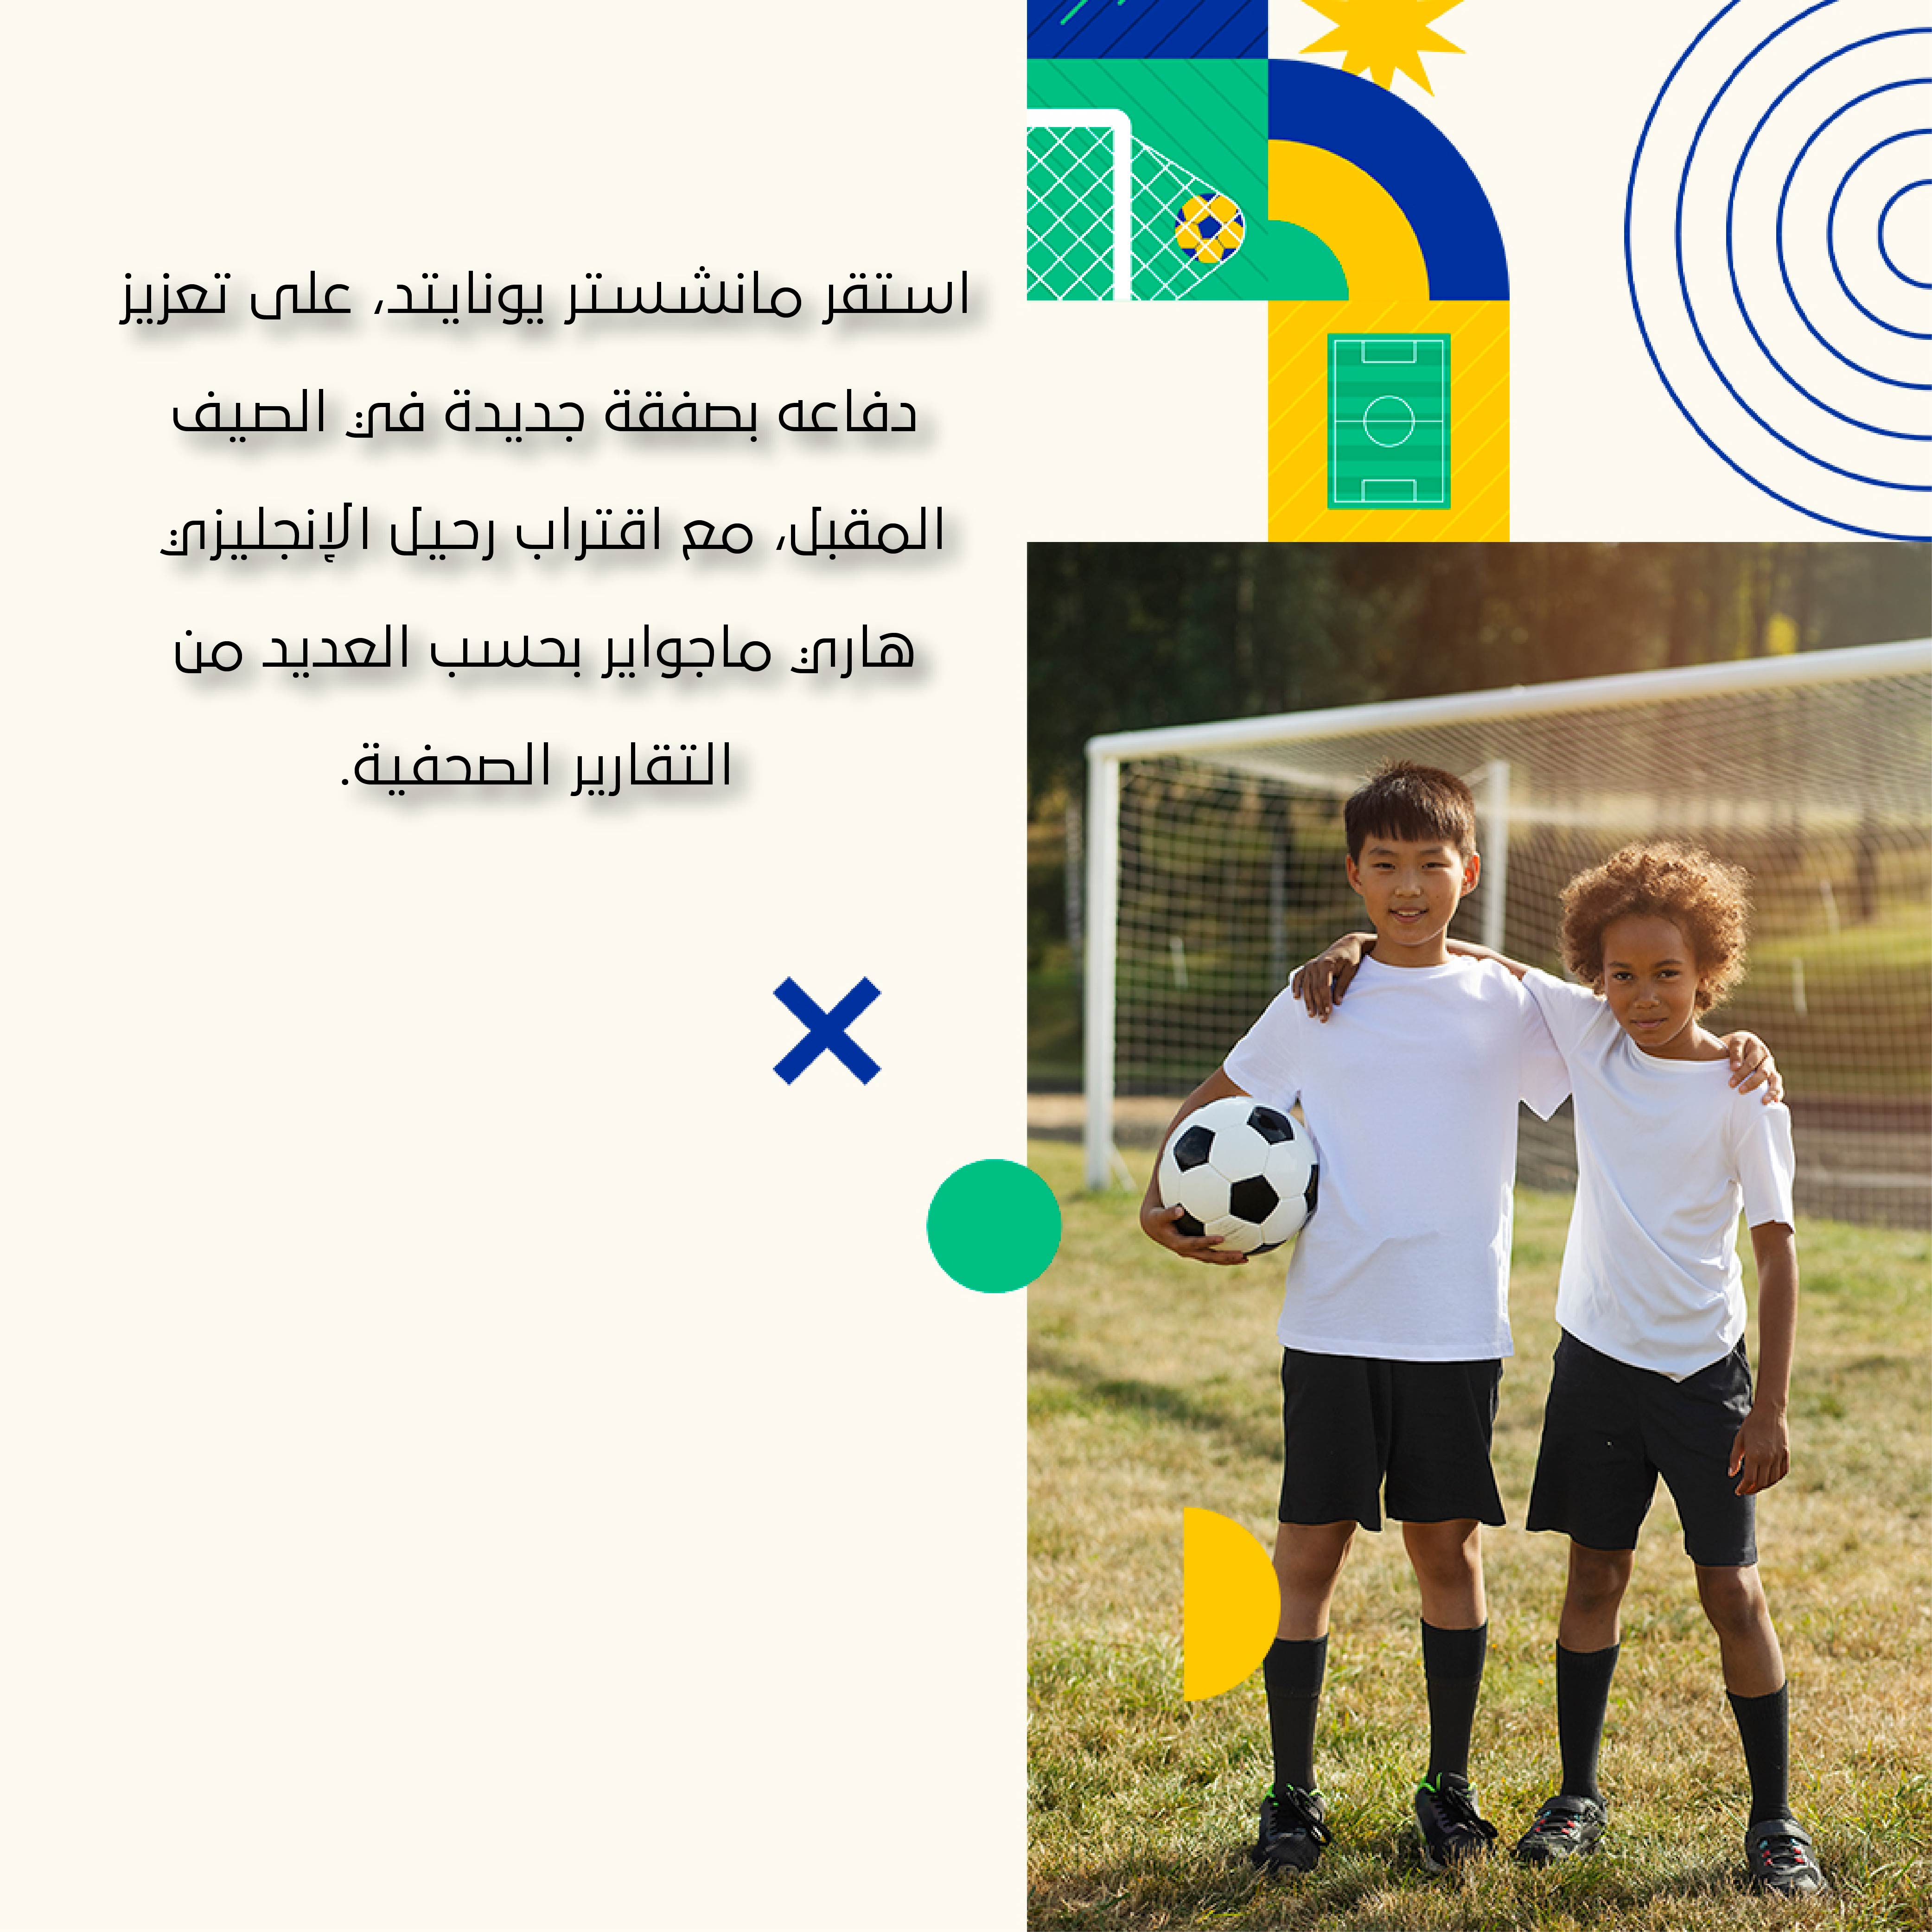 استقر مانشستر يونايتد، على تعزيز
دفاعه بصفقة جديدة في الصيف
المقبل، مع اقتراب رحيل الإنجليزي
هاري ماجواير بحسب العديد من
التقارير الصحفية.